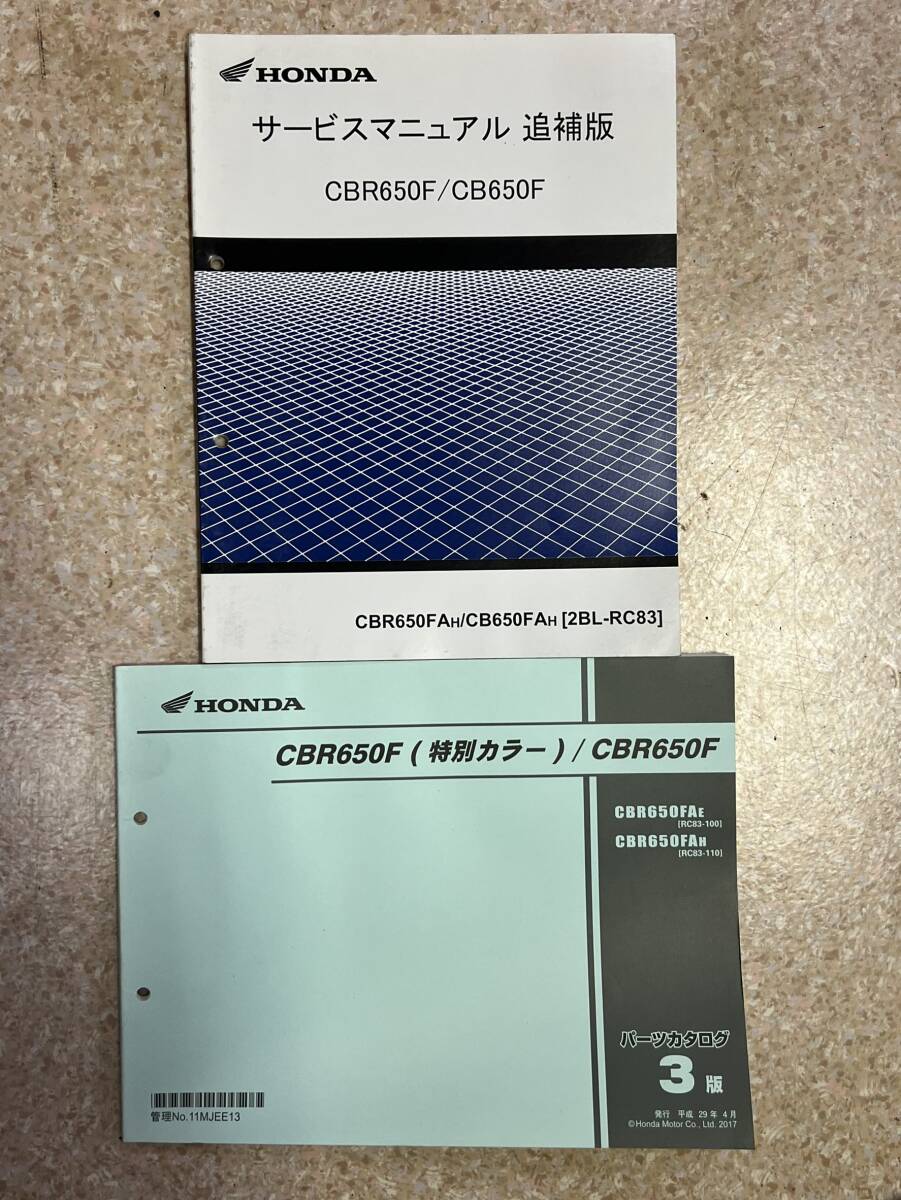 HONDA
サービスマニュアル 追補版
CBR650F/CB650F
CBR650FAH/CB650FAH [2BL-RC83]
HONDA
CBR650F (特別カラー) / CBR650F
CBR650FAE
[RC83-100]
CBR650FAH
[RC83-110]
パーツカタログ
3 版
管理No.11MJEE13
発行 平成 29年 4月
©Honda Motor Co., Ltd. 2017